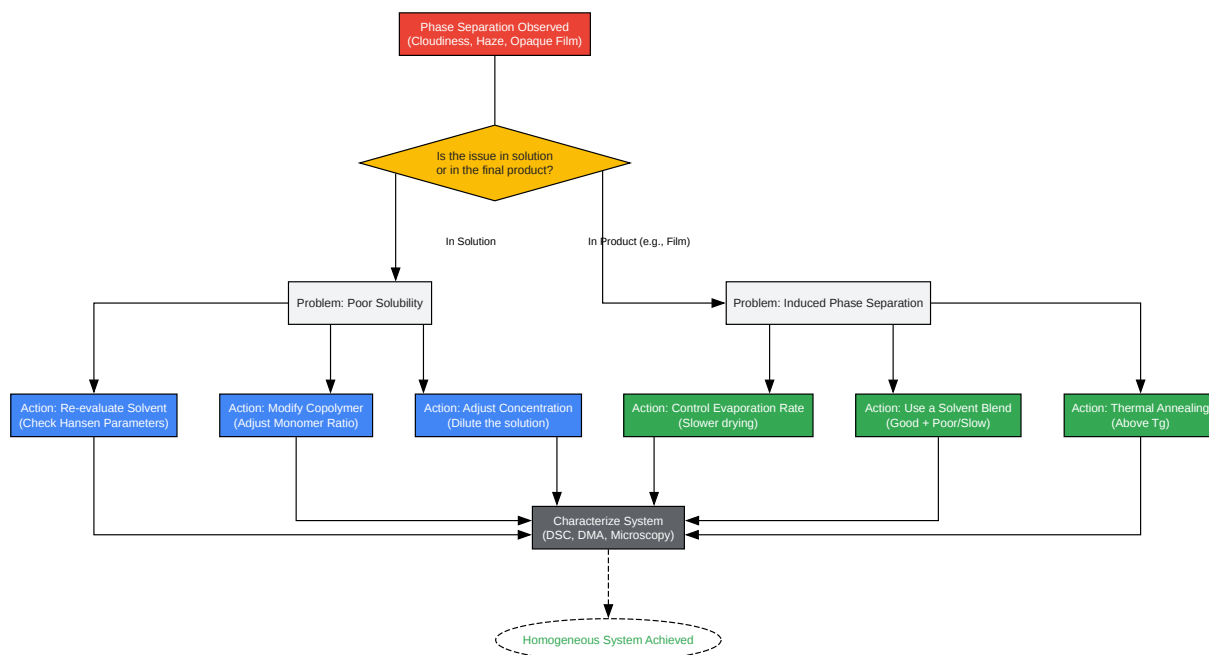 Phase Separation Observed
(Cloudiness, Haze, Opaque Film)
Is the issue in solution
or in the final product?
In Solution
In Product (e.g., Film)
Problem: Poor Solubility
Problem: Induced Phase Separation
Action: Re-evaluate Solvent
(Check Hansen Parameters)
Action: Modify Copolymer
(Adjust Monomer Ratio)
Action: Adjust Concentration
(Dilute the solution)
Action: Control Evaporation Rate
(Slower drying)
Action: Use a Solvent Blend
(Good + Poor/Slow)
Action: Thermal Annealing
(Above Tg)
Characterize System
(DSC, DMA, Microscopy)
Homogeneous System Achieved